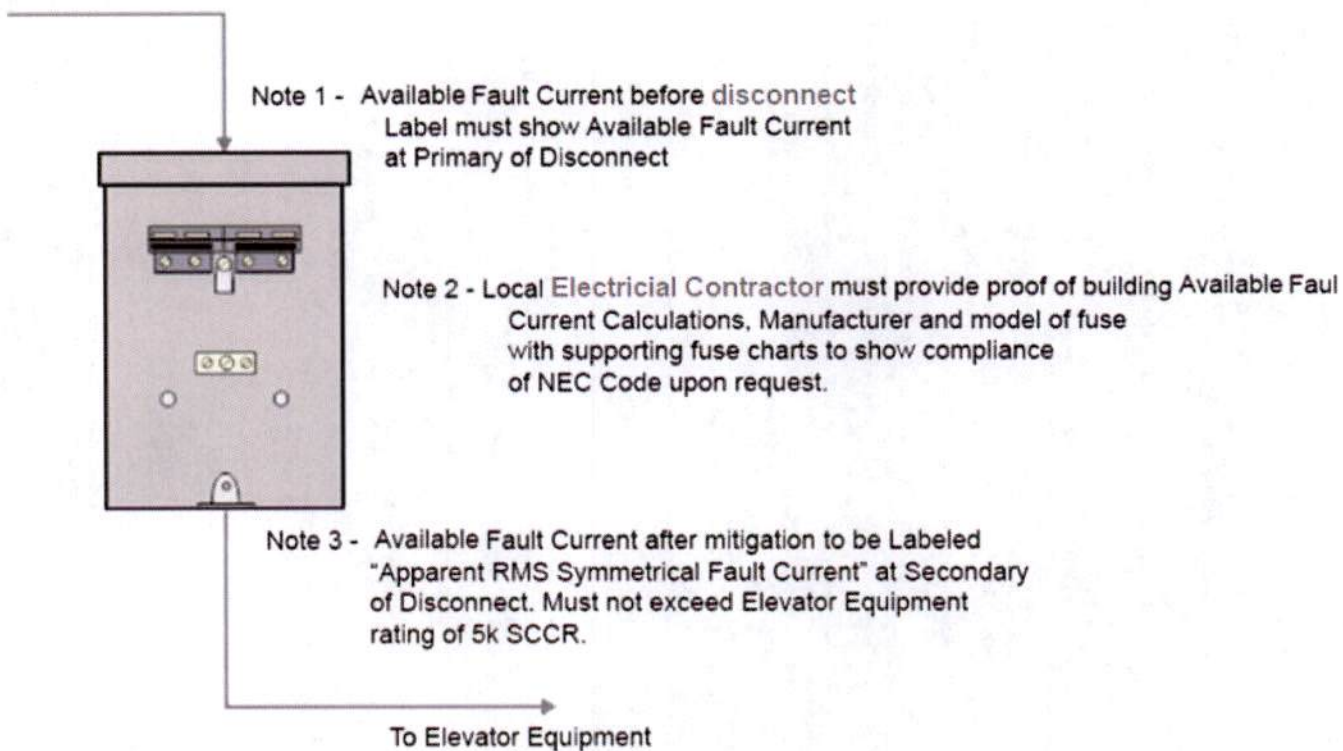 Note 1 - Available Fault Current before disconnect
Label must show Available Fault Current
at Primary of Disconnect
Note 2 - Local Electricial Contractor must provide proof of building Available Faul
Current Calculations, Manufacturer and model of fuse
with supporting fuse charts to show compliance
of NEC Code upon request.
Note 3 - Available Fault Current after mitigation to be Labeled
"Apparent RMS Symmetrical Fault Current" at Secondary
of Disconnect. Must not exceed Elevator Equipment
rating of 5k SCCR.
To Elevator Equipment